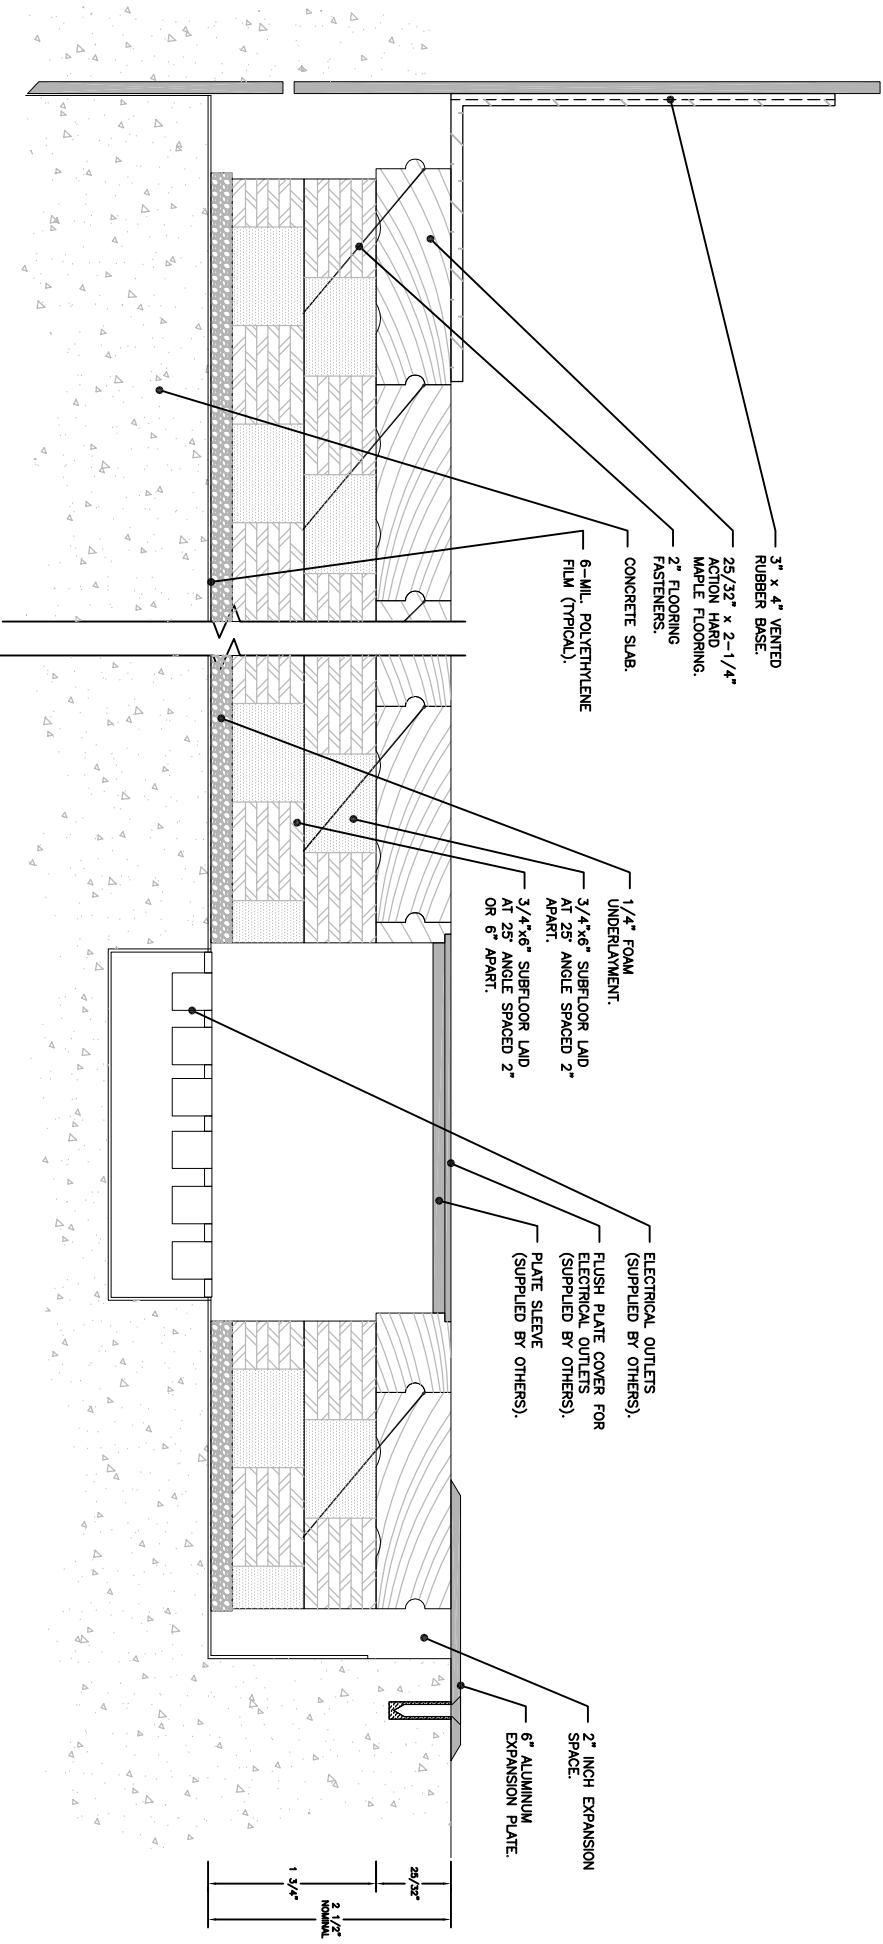 3" x 4" VENTED
RUBBER BASE.
25/32" x 2-1/4"
ACTION HARD
MAPLE FLOORING.
2" FLOORING
FASTENERS.
CONCRETE SLAB.
6-MIL. POLYETHYLENE
FILM (TYPICAL).
1/4" FOAM
UNDERLAYMENT.
3/4"x6" SUBFLOOR LAID
AT 25° ANGLE SPACED 2"
APART.
3/4"x6" SUBFLOOR LAID
AT 25° ANGLE SPACED 2"
OR 6" APART.
ELECTRICAL OUTLETS
(SUPPLIED BY OTHERS).
FLUSH PLATE COVER FOR
ELECTRICAL OUTLETS
(SUPPLIED BY OTHERS).
PLATE SLEEVE
(SUPPLIED BY OTHERS).
2" INCH EXPANSION
SPACE.
6" ALUMINUM
EXPANSION PLATE.
25/32"
1 3/4"
2 1/2"
NOMINAL